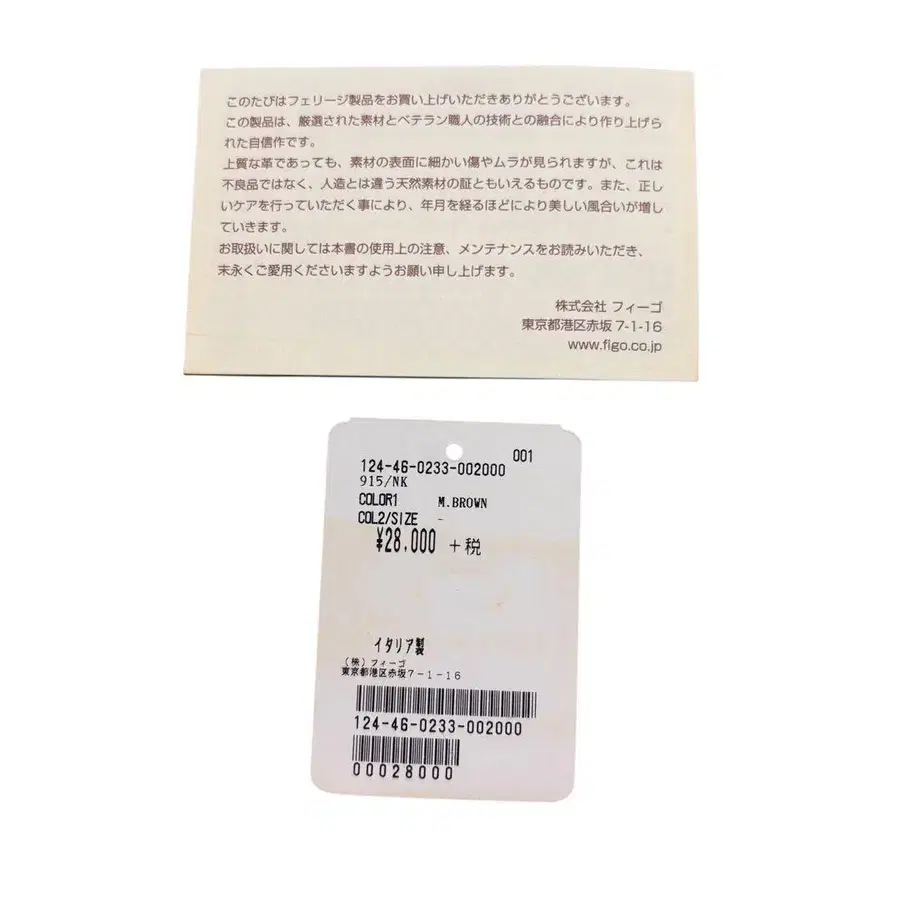 このたびはフェリージ製品をお買い上げいただきありがとうございます。
この製品は、厳選された素材とベテラン職人の技術との融合により作り上げら
れた自信作です。
上質な革であっても、素材の表面に細かい傷やムラが見られますが、これは
不良品ではなく、人造とは違う天然素材の証ともいえるものです。また、正し
いケアを行っていただく事により、年月を経るほどにより美しい風合いが増し
ていきます。
お取扱いに関しては本書の使用上の注意、メンテナンスをお読みいただき、
末永くご愛用くださいますようお願い申し上げます。
株式会社 フィーゴ
東京都港区赤坂 7-1-16
www.figo.co.jp
001
124-46-0233-002000
915/NK
COLOR1 M.BROWN
COL2/SIZE -
¥28,000 +税
イタリア製
(株)フィーゴ
東京都港区赤坂7-1-16
124-46-0233-002000
00028000